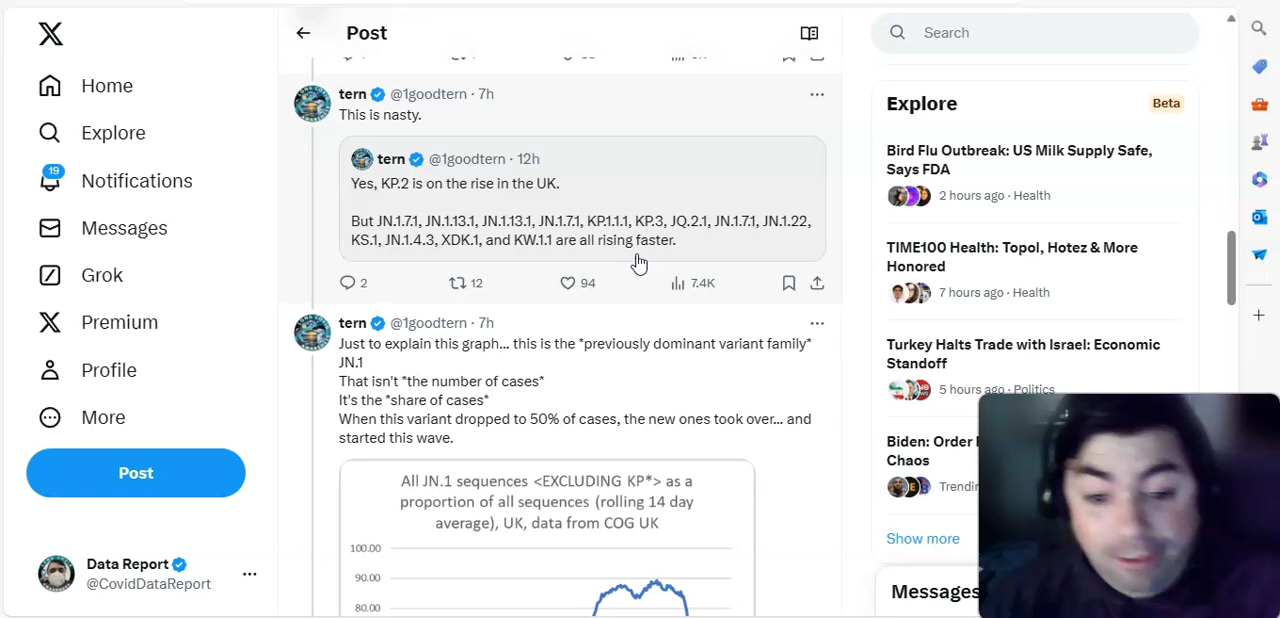 Post
Search
Home
Explore
19
Notifications
Messages
Grok
Premium
Profile
More
Post
Data Report
@CovidDataReport
tern @1goodtern · 7h
This is nasty.
tern @1goodtern · 12h
Yes, KP.2 is on the rise in the UK.
But JN.1.7.1, JN.1.13.1, JN.1.13.1, JN.1.7.1, KP.1.1.1, KP.3, JQ.2.1, JN.1.7.1, JN.1.22,
KS.1, JN.1.4.3, XDK.1, and KW.1.1 are all rising faster.
2 12 94 7.4K
tern @1goodtern · 7h
Just to explain this graph... this is the *previously dominant variant family*
JN.1
That isn't *the number of cases*
It's the *share of cases*
When this variant dropped to 50% of cases, the new ones took over... and
started this wave.
All JN.1 sequences <EXCLUDING KP*> as a
proportion of all sequences (rolling 14 day
average), UK, data from COG UK
100.00
90.00
80.00
Explore Beta
Bird Flu Outbreak: US Milk Supply Safe,
Says FDA
2 hours ago · Health
TIME100 Health: Topol, Hotez & More
Honored
7 hours ago · Health
Turkey Halts Trade with Israel: Economic
Standoff
5 hours ago · Politics
Biden: Order
Chaos
Trending
Show more
Messages